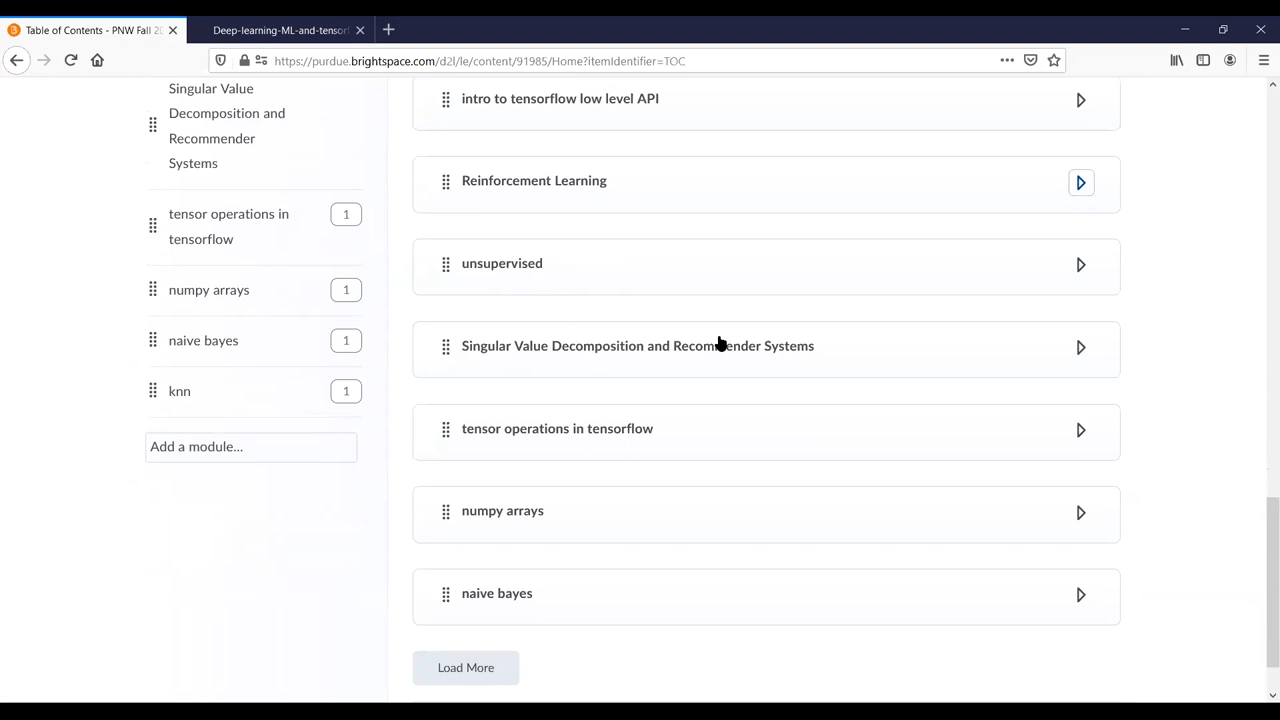 Table of Contents - PNW Fall 20
Deep-learning-ML-and-tensorf
https://purdue.brightspace.com/d2l/le/content/91985/Home?itemIdentifier=TOC
Singular Value
Decomposition and
Recommender
Systems
tensor operations in
tensorflow
1
numpy arrays
1
naive bayes
1
knn
1
Add a module...
intro to tensorflow low level API
Reinforcement Learning
unsupervised
Singular Value Decomposition and Recommender Systems
tensor operations in tensorflow
numpy arrays
naive bayes
Load More